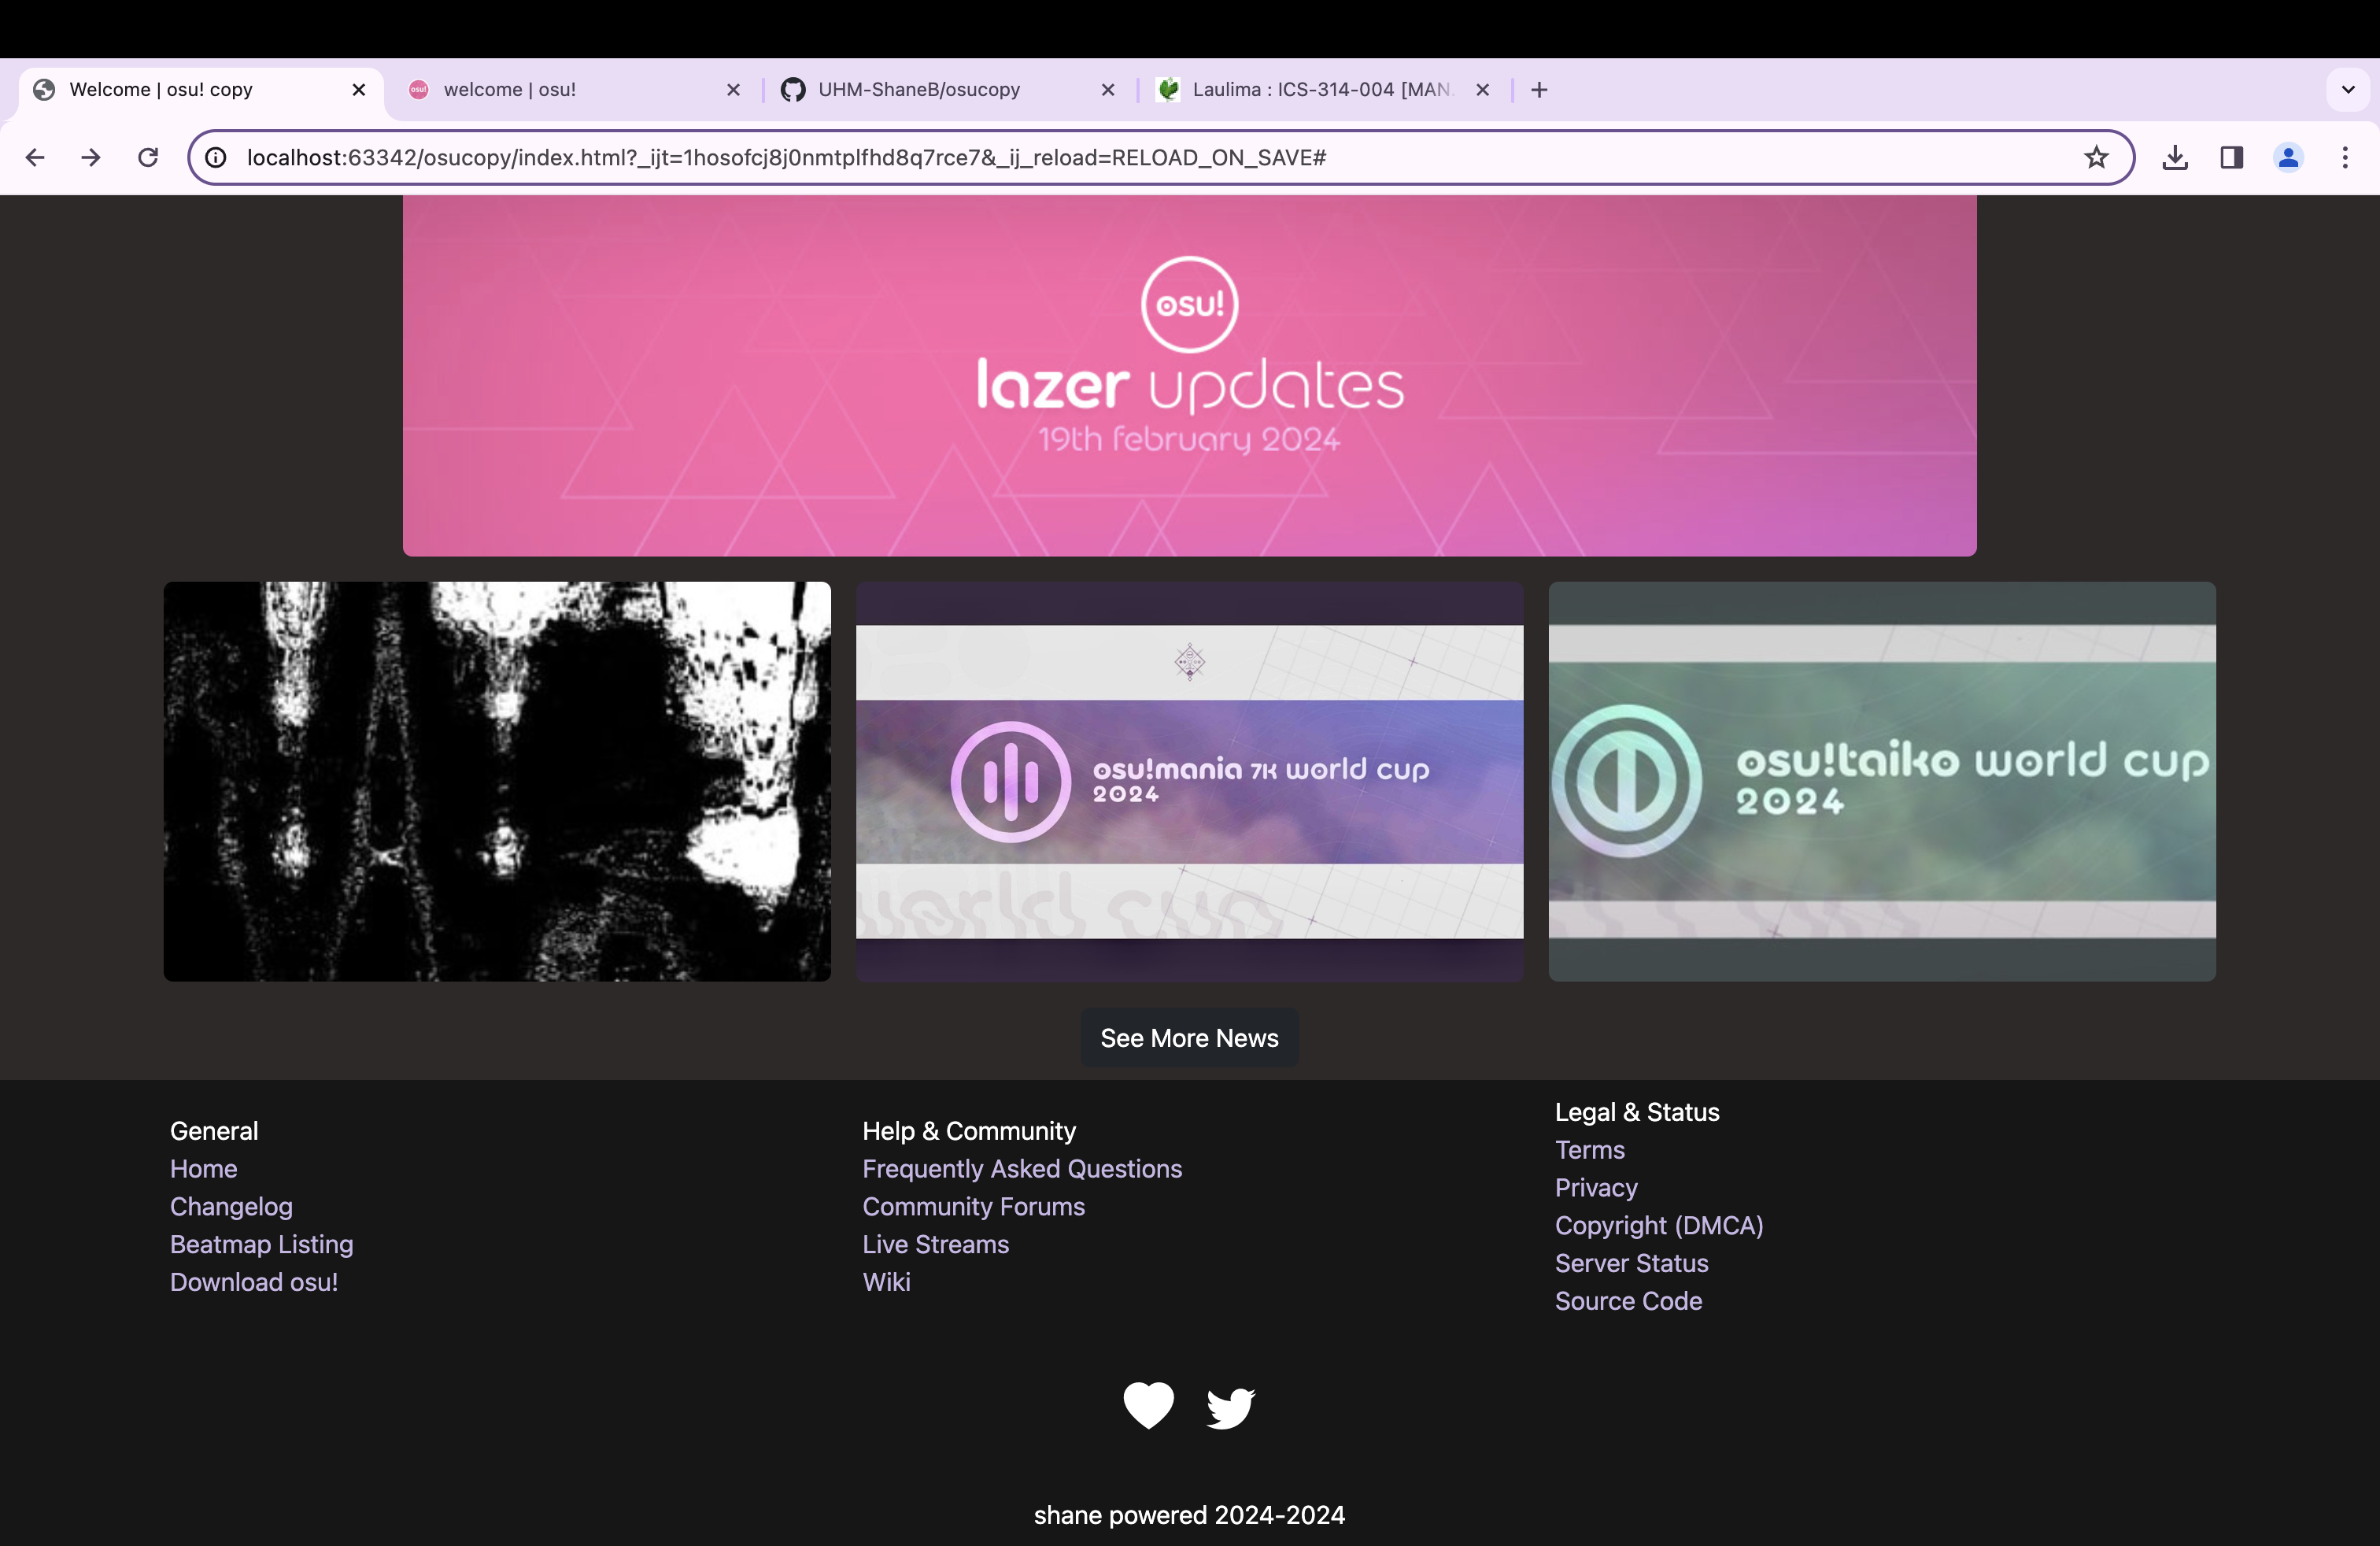 Welcome | osu! copy
osu! welcome | osu!
UHM-ShaneB/osucopy
Laulima : ICS-314-004 [MAN
localhost:63342/osucopy/index.html?_ijt=1hosofcj8j0nmtplfhd8q7rce7&_ij_reload=RELOAD_ON_SAVE#
osu!
lazer updates
19th february 2024
osu!mania 7K world cup
2024
world cup
osu!taiko world cup
2024
See More News
General
Home
Changelog
Beatmap Listing
Download osu!
Help & Community
Frequently Asked Questions
Community Forums
Live Streams
Wiki
Legal & Status
Terms
Privacy
Copyright (DMCA)
Server Status
Source Code
shane powered 2024-2024